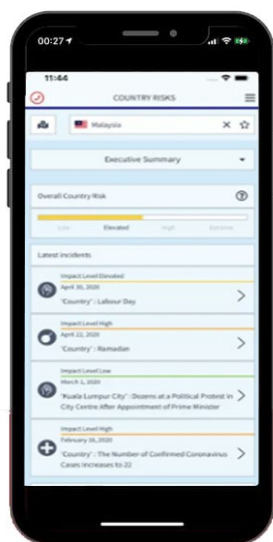 00:27
11:44
COUNTRY RISKS
Malaysia
Executive Summary
Overall Country Risk
Low Elevated High Extreme
Latest Incidents
Impact Level Elevated
April 30, 2020
'Country' : Labour Day
Impact Level High
April 22, 2020
'Country' : Ramadan
Impact Level Low
March 1, 2020
'Kuala Lumpur City' : Dozens at a Political Protest in
City Centre After Appointment of Prime Minister
Impact Level High
February 16, 2020
'Country' : The Number of Confirmed Coronavirus
Cases Increases to 22